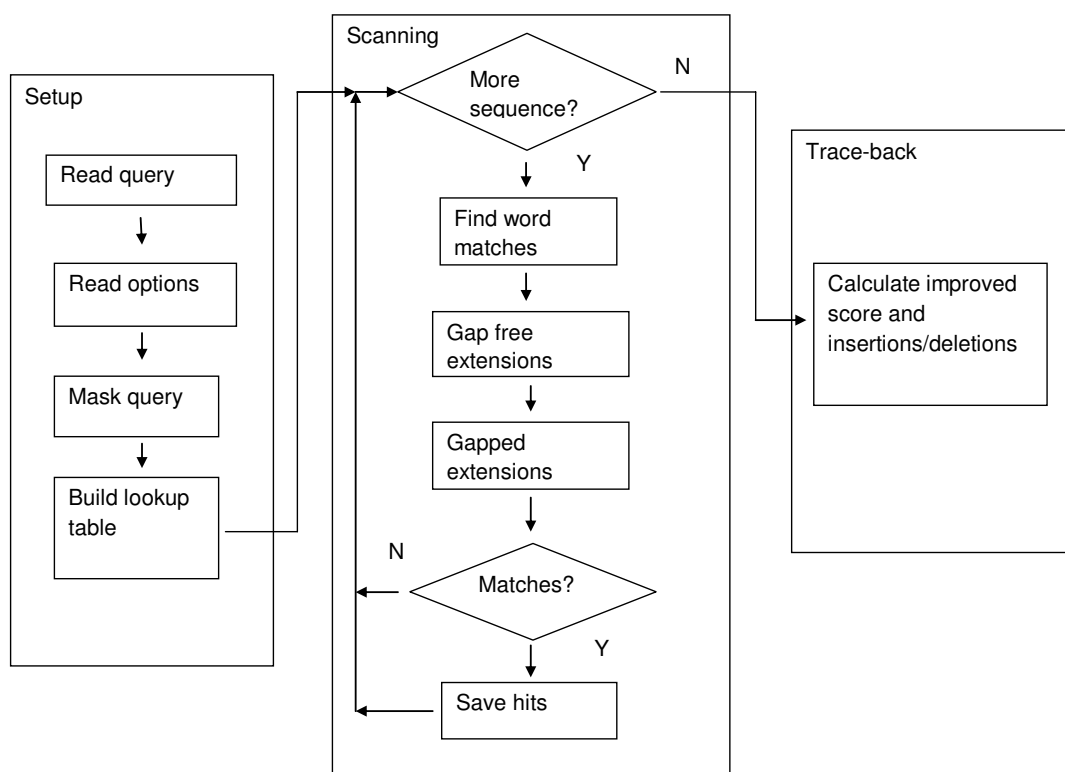 Setup
Read query
Read options
Mask query
Build lookup
table
Scanning
More
sequence?
N
Y
Find word
matches
Gap free
extensions
Gapped
extensions
N
Matches?
Y
Save hits
Trace-back
Calculate improved
score and
insertions/deletions